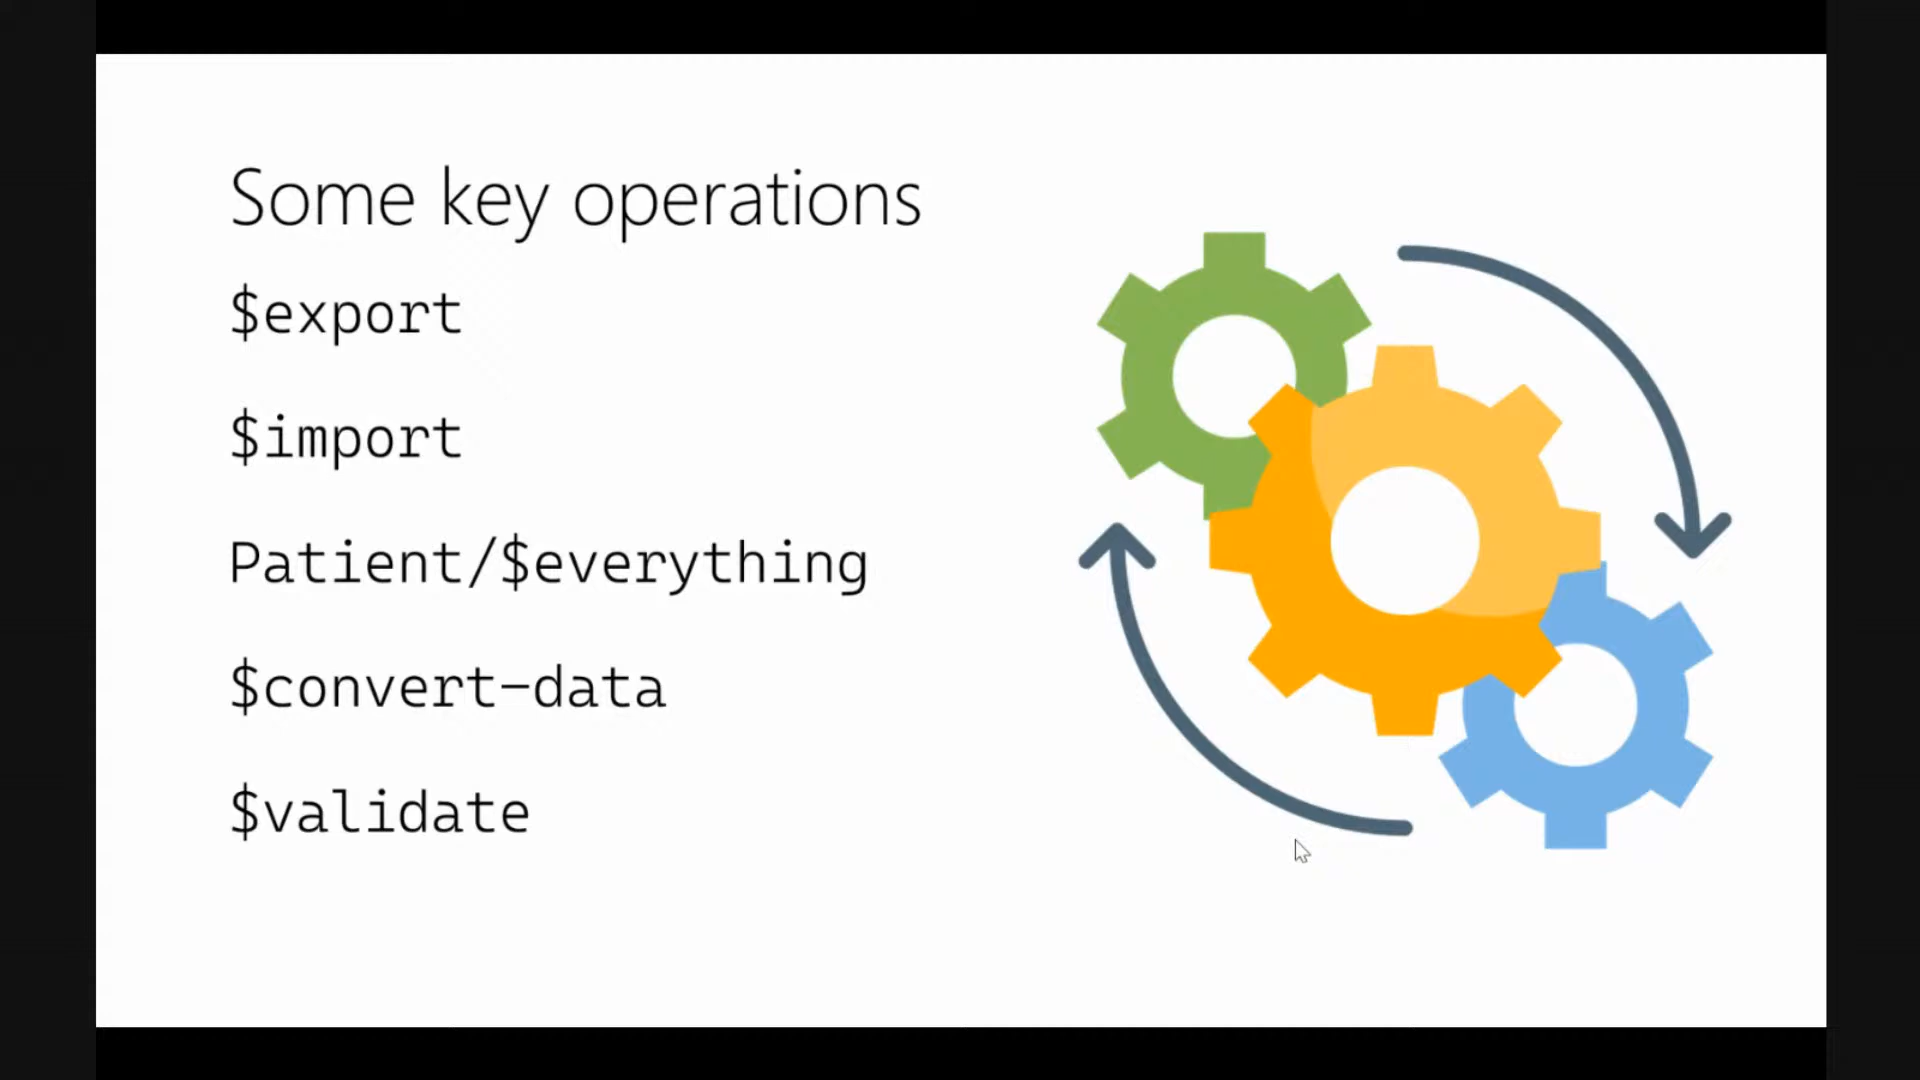 Some key operations
$export
$import
Patient/$everything
$convert-data
$validate